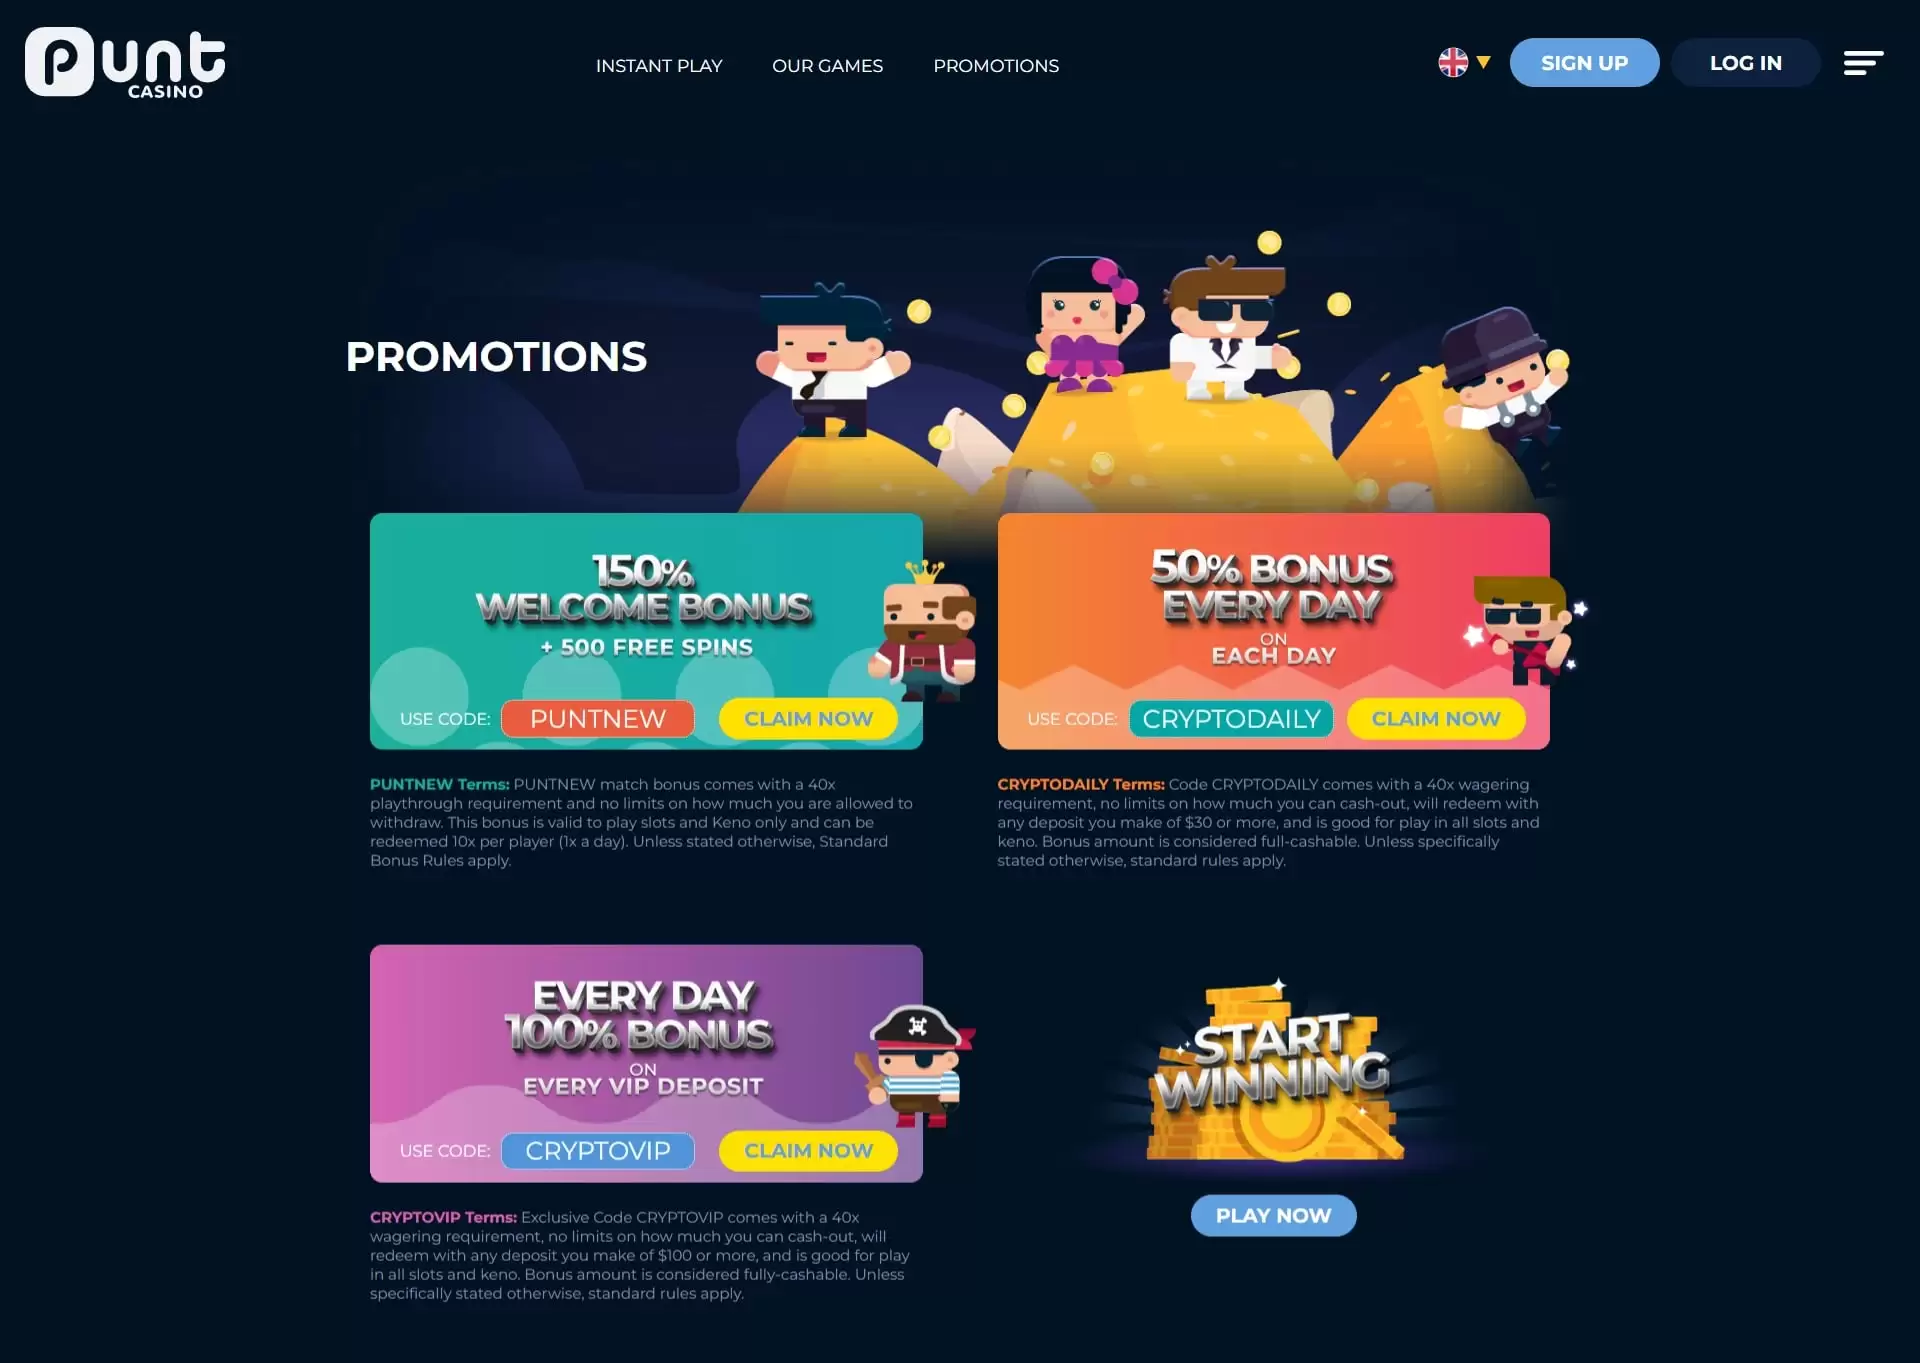 punt
CASINO
INSTANT PLAY
OUR GAMES
PROMOTIONS
SIGN UP
LOG IN
PROMOTIONS
150%
WELCOME BONUS
+ 500 FREE SPINS
USE CODE:
PUNTNEW
CLAIM NOW
PUNTNEW Terms: PUNTNEW match bonus comes with a 40x
playthrough requirement and no limits on how much you are allowed to
withdraw. This bonus is valid to play slots and Keno only and can be
redeemed 10x per player (1x a day). Unless stated otherwise, Standard
Bonus Rules apply.
50% BONUS
EVERY DAY
ON
EACH DAY
USE CODE:
CRYPTODAILY
CLAIM NOW
CRYPTODAILY Terms: Code CRYPTODAILY comes with a 40x wagering
requirement, no limits on how much you can cash-out, will redeem with
any deposit you make of $30 or more, and is good for play in all slots and
keno. Bonus amount is considered full-cashable. Unless specifically
stated otherwise, standard rules apply.
EVERY DAY
100% BONUS
ON
EVERY VIP DEPOSIT
USE CODE:
CRYPTOVIP
CLAIM NOW
CRYPTOVIP Terms: Exclusive Code CRYPTOVIP comes with a 40x
wagering requirement, no limits on how much you can cash-out, will
redeem with any deposit you make of $100 or more, and is good for play
in all slots and keno. Bonus amount is considered fully-cashable. Unless
specifically stated otherwise, standard rules apply.
START
WINNING
PLAY NOW